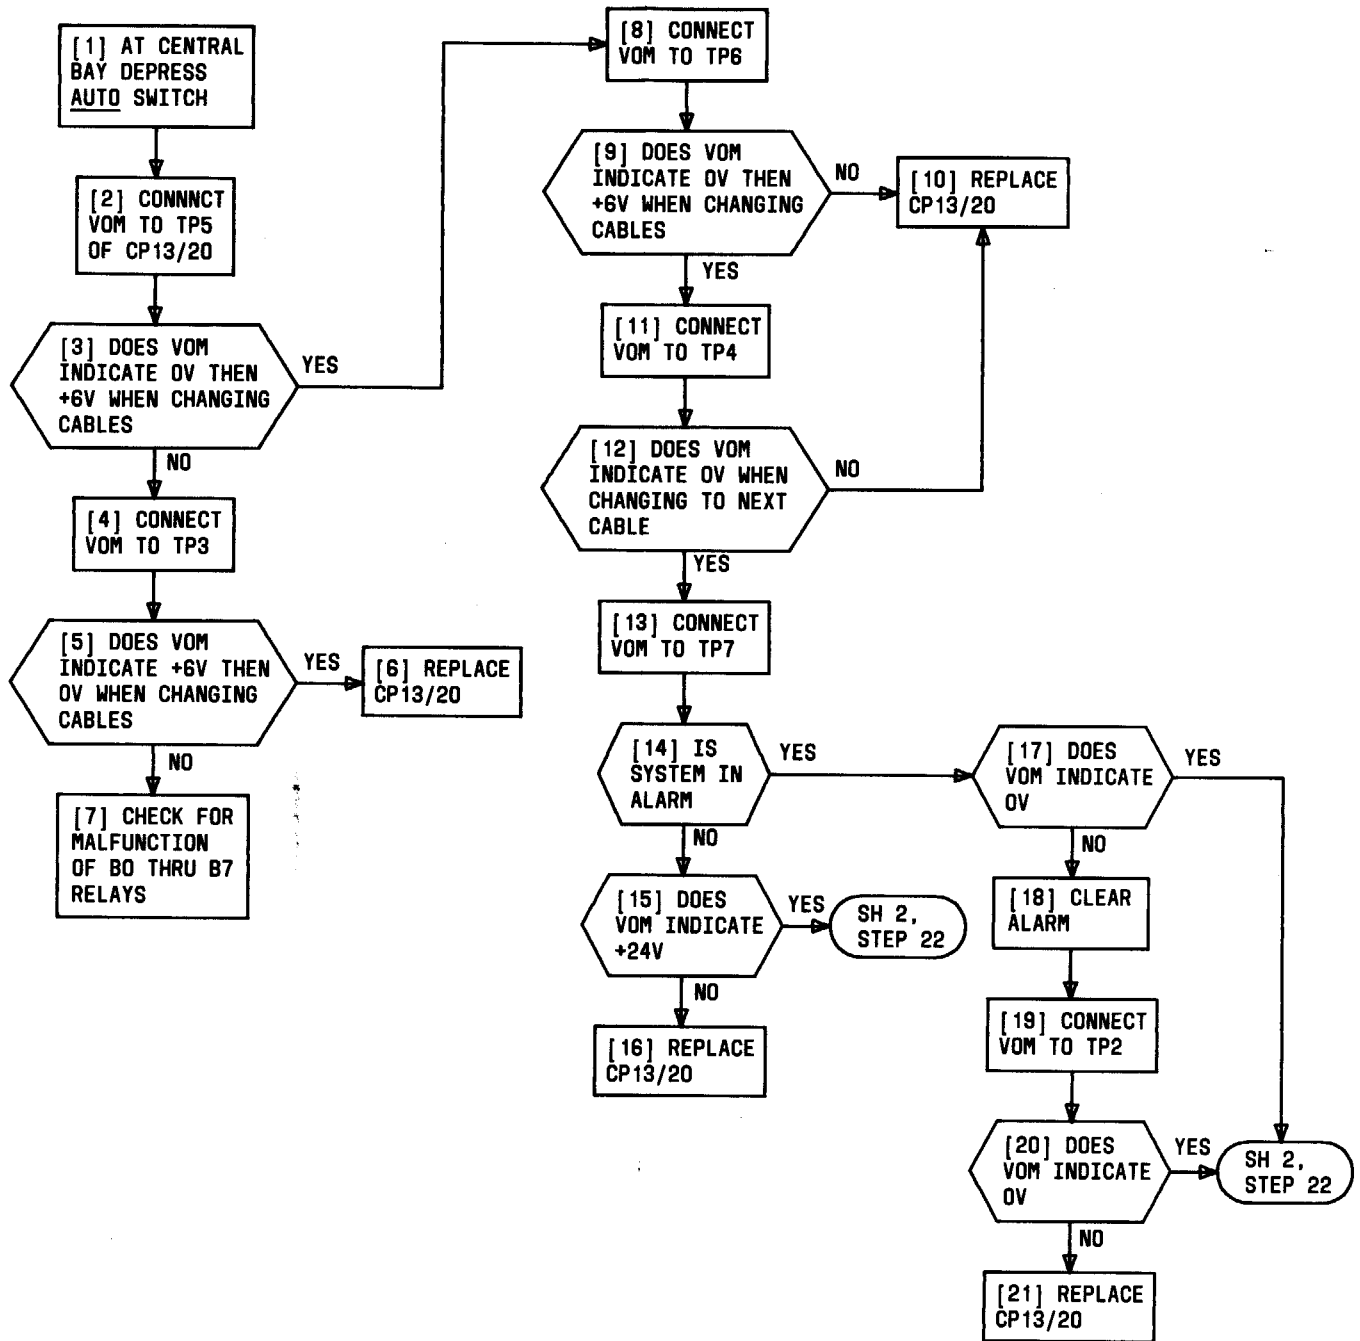 [1] AT CENTRAL
BAY DEPRESS
AUTO SWITCH
[2] CONNNCT
VOM TO TP5
OF CP13/20
[3] DOES VOM
INDICATE 0V THEN
+6V WHEN CHANGING
CABLES
YES
NO
[4] CONNECT
VOM TO TP3
[5] DOES VOM
INDICATE +6V THEN
0V WHEN CHANGING
CABLES
YES
[6] REPLACE
CP13/20
NO
[7] CHECK FOR
MALFUNCTION
OF B0 THRU B7
RELAYS
[8] CONNECT
VOM TO TP6
[9] DOES VOM
INDICATE 0V THEN
+6V WHEN CHANGING
CABLES
NO
[10] REPLACE
CP13/20
YES
[11] CONNECT
VOM TO TP4
[12] DOES VOM
INDICATE 0V WHEN
CHANGING TO NEXT
CABLE
NO
YES
[13] CONNECT
VOM TO TP7
[14] IS
SYSTEM IN
ALARM
YES
NO
[15] DOES
VOM INDICATE
+24V
YES
SH 2,
STEP 22
NO
[16] REPLACE
CP13/20
[17] DOES
VOM INDICATE
0V
YES
NO
[18] CLEAR
ALARM
[19] CONNECT
VOM TO TP2
[20] DOES
VOM INDICATE
0V
YES
SH 2,
STEP 22
NO
[21] REPLACE
CP13/20